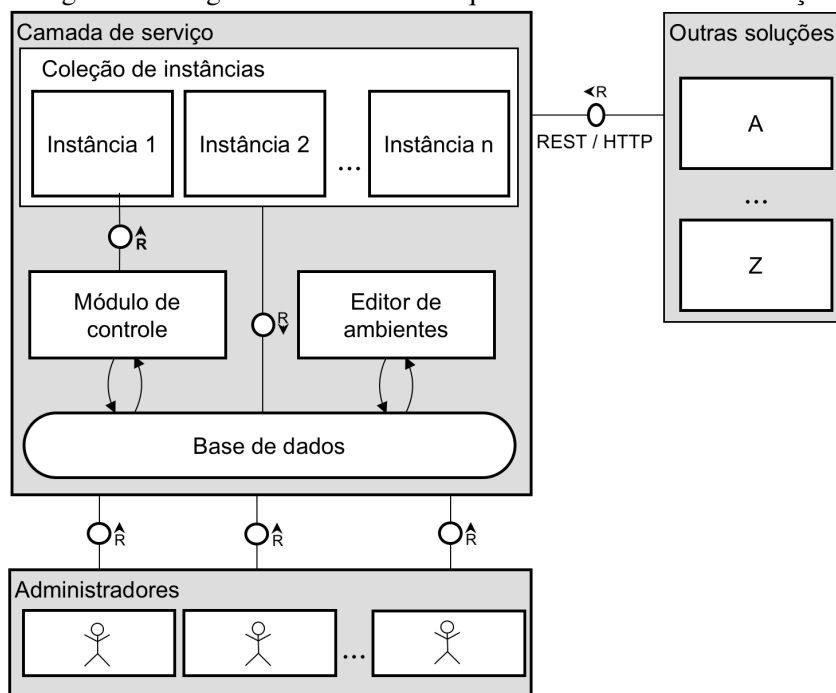 Camada de serviço
Outras soluções
Coleção de instâncias
Instância 1
Instância 2
...
Instância n
R
REST / HTTP
A
...
Z
R
Módulo de
controle
R
Editor de
ambientes
Base de dados
R
R
R
Administradores
...